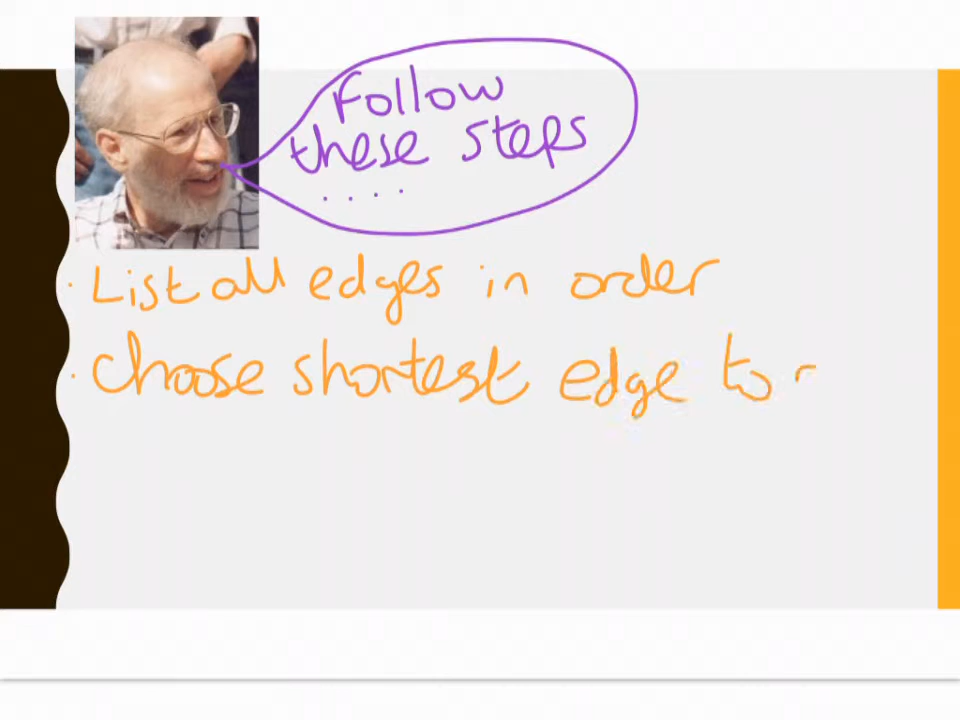 Follow
these steps
....
· List all edges in order
· Choose shortest edge to